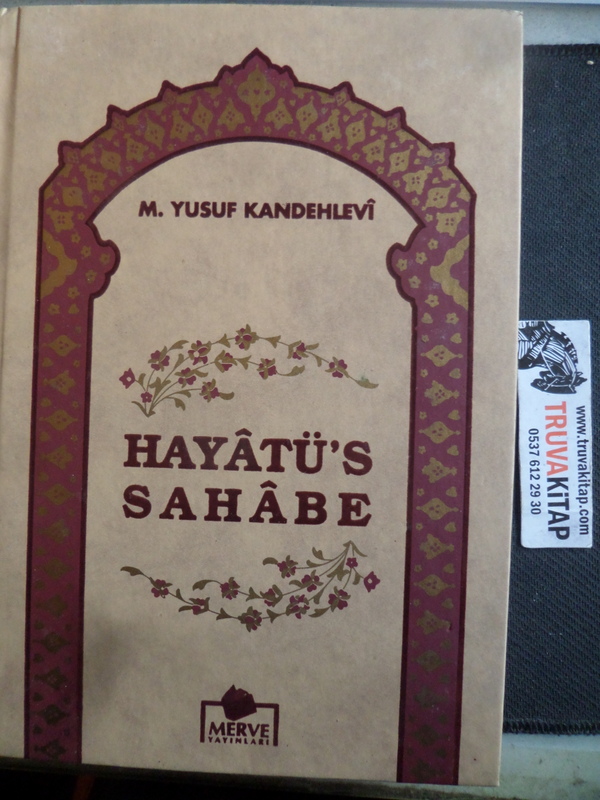 M. YUSUF KANDEHLEVÎ
HAYÂTÜ'S
SAHÂBE
MERVE
YAYINLARI
www.truvakitap.com
TRUVAKİTAP
0537 612 29 30